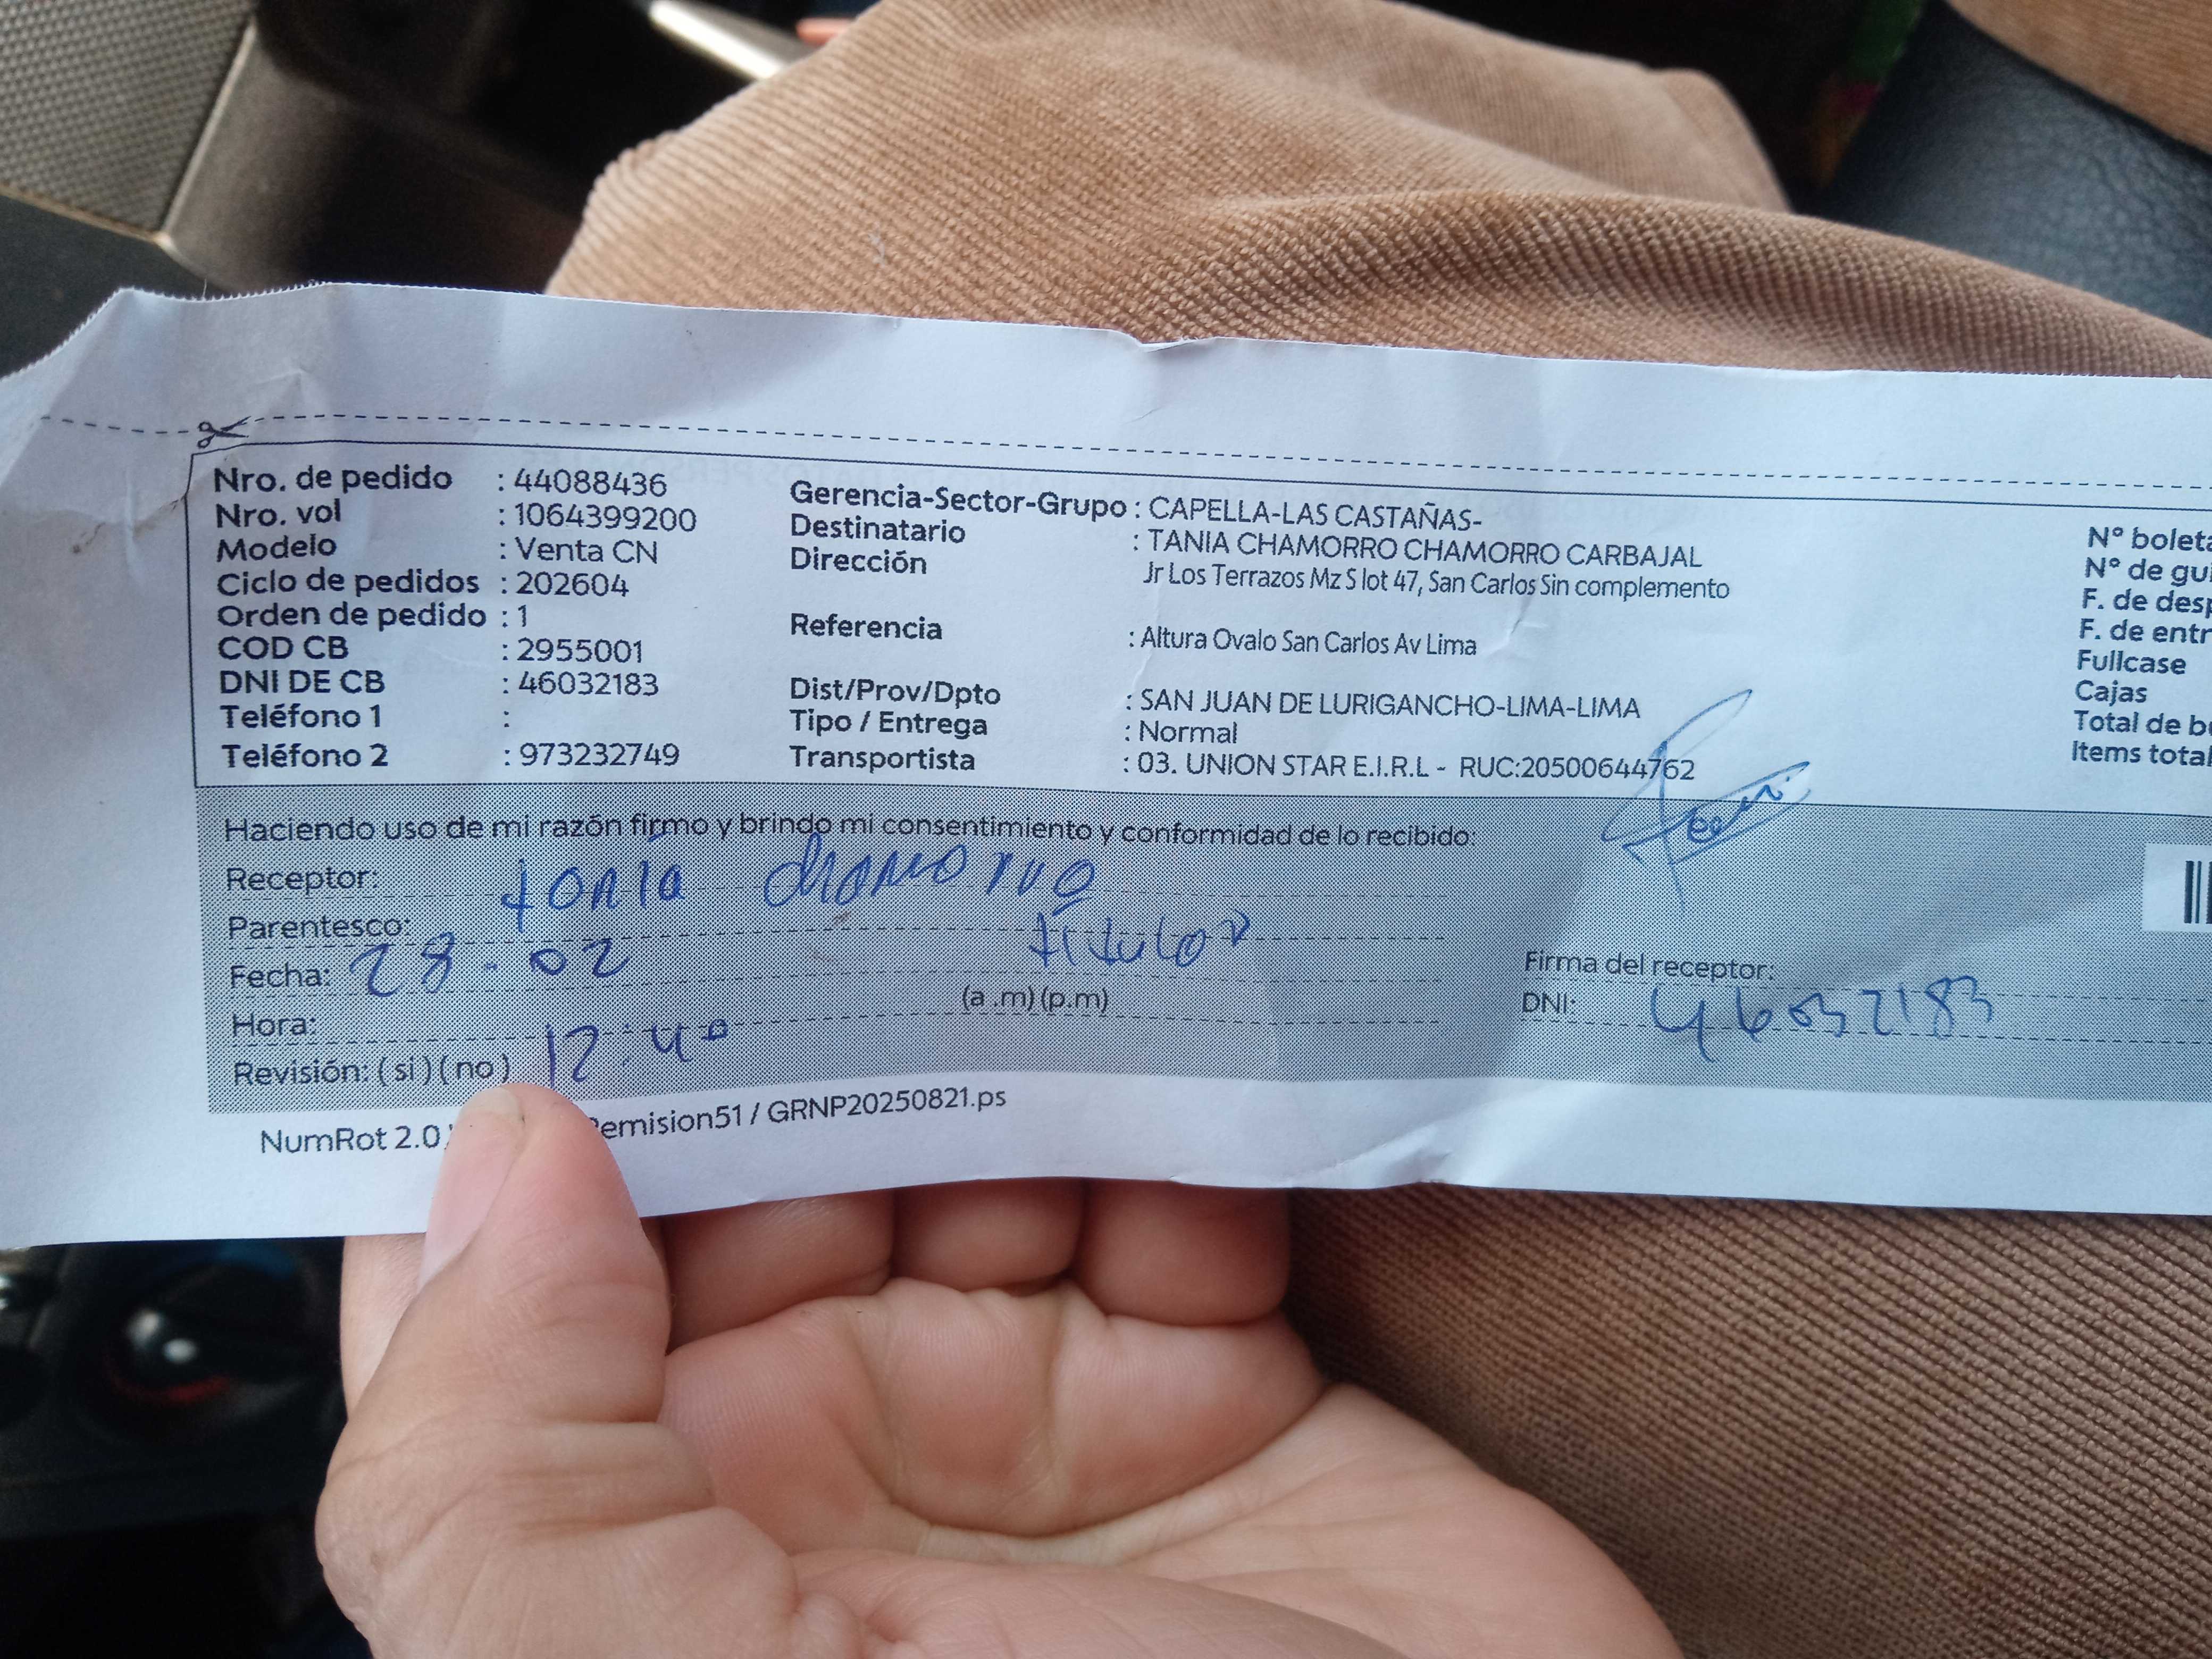 Nro. de pedido : 44088436
Nro. vol : 1064399200
Modelo : Venta CN
Ciclo de pedidos : 202604
Orden de pedido : 1
COD CB : 2955001
DNI DE CB : 46032183
Teléfono 1 :
Teléfono 2 : 973232749
Gerencia-Sector-Grupo : CAPELLA-LAS CASTAÑAS-
Destinatario : TANIA CHAMORRO CHAMORRO CARBAJAL
Dirección Jr Los Terrazos Mz S lot 47, San Carlos Sin complemento
Referencia : Altura Ovalo San Carlos Av Lima
Dist/Prov/Dpto : SAN JUAN DE LURIGANCHO-LIMA-LIMA
Tipo / Entrega : Normal
Transportista : 03. UNION STAR E.I.R.L - RUC:20500644762
N° boleta
N° de gui
F. de desp
F. de entr
Fullcase
Cajas
Total de bu
Items total
Haciendo uso de mi razón firmo y brindo mi consentimiento y conformidad de lo recibido:
Receptor: tania chamorro
Parentesco: titular
Fecha: 28.02
Hora: 12:40 (a .m) (p.m)
Revisión: ( si ) ( no )
Firma del receptor:
DNI: 46032183
NumRot 2.0 emision51 / GRNP20250821.ps